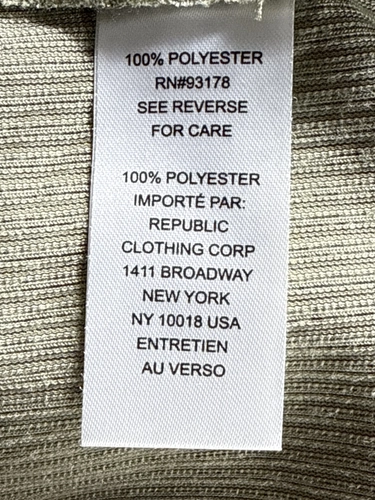 100% POLYESTER
RN#93178
SEE REVERSE
FOR CARE
100% POLYESTER
IMPORTÉ PAR:
REPUBLIC
CLOTHING CORP
1411 BROADWAY
NEW YORK
NY 10018 USA
ENTRETIEN
AU VERSO